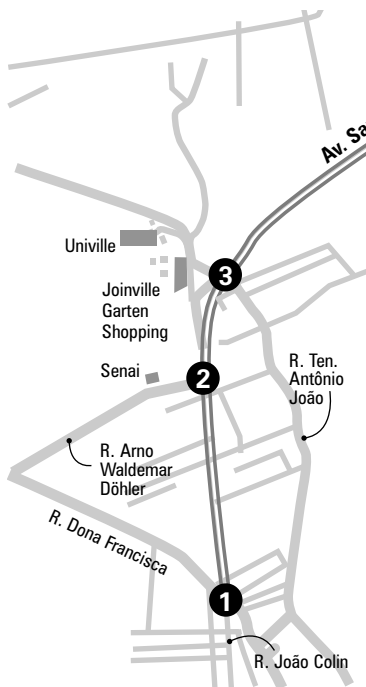 Av. Sa
Univille
3
Joinville
Garten
Shopping
Senai
2
R. Ten.
Antônio
João
R. Arno
Waldemar
Döhler
R. Dona Francisca
1
R. João Colin